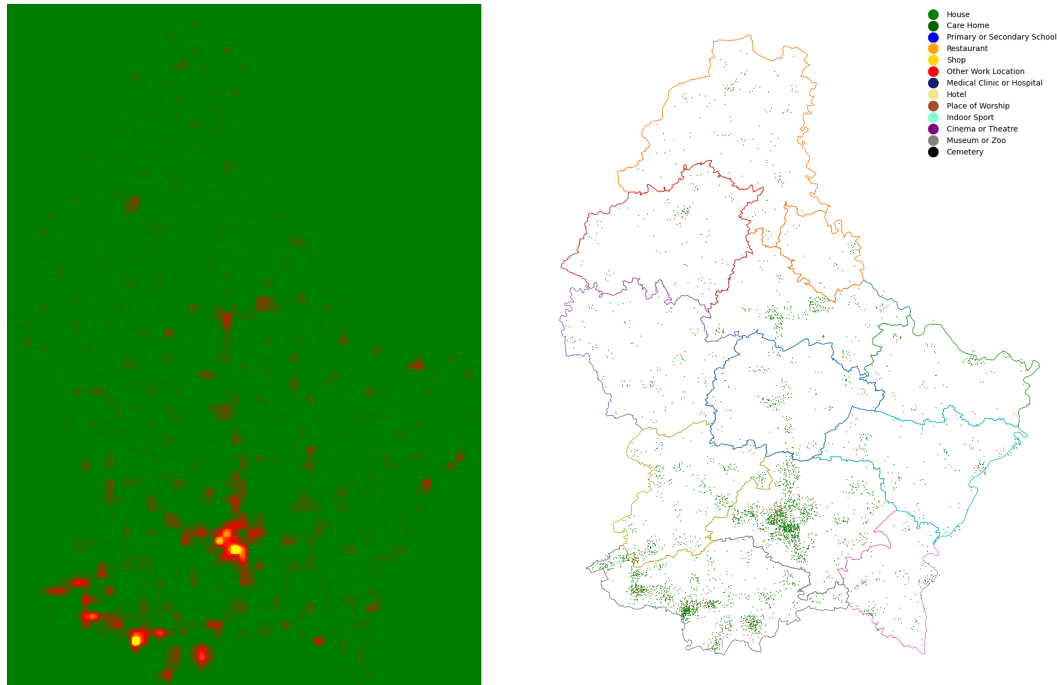 House
Care Home
Primary or Secondary School
Restaurant
Shop
Other Work Location
Medical Clinic or Hospital
Hotel
Place of Worship
Indoor Sport
Cinema or Theatre
Museum or Zoo
Cemetery